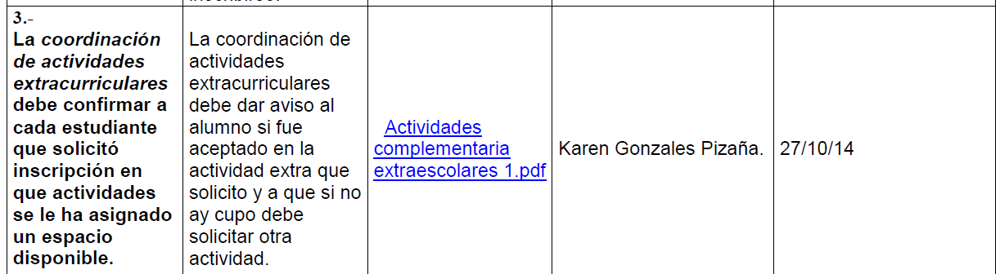 3.-
La coordinación
de actividades
extracurriculares
debe confirmar a
cada estudiante
que solicitó
inscripción en
que actividades
se le ha asignado
un espacio
disponible.
La coordinación de
actividades
extracurriculares
debe dar aviso al
alumno si fue
aceptado en la
actividad extra que
solicito y a que si no
ay cupo debe
solicitar otra
actividad.
Actividades
complementaria
extraescolares 1.pdf
Karen Gonzales Pizaña.
27/10/14